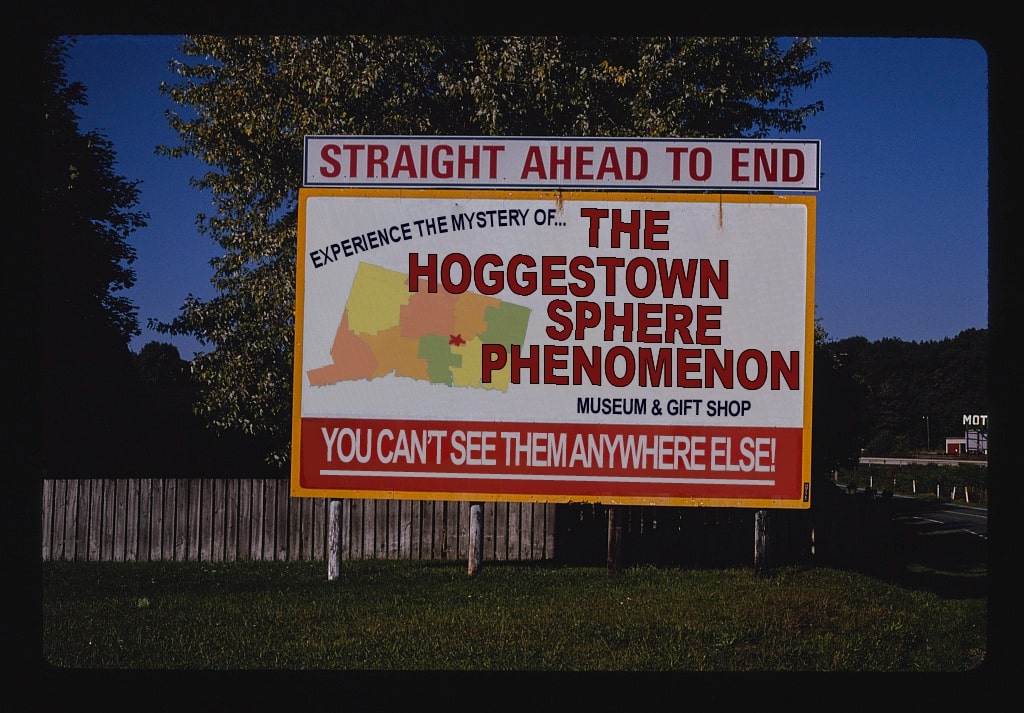 STRAIGHT AHEAD TO END
EXPERIENCE THE MYSTERY OF...
THE
HOGGESTOWN
SPHERE
PHENOMENON
MUSEUM & GIFT SHOP
YOU CAN'T SEE THEM ANYWHERE ELSE!
MOT